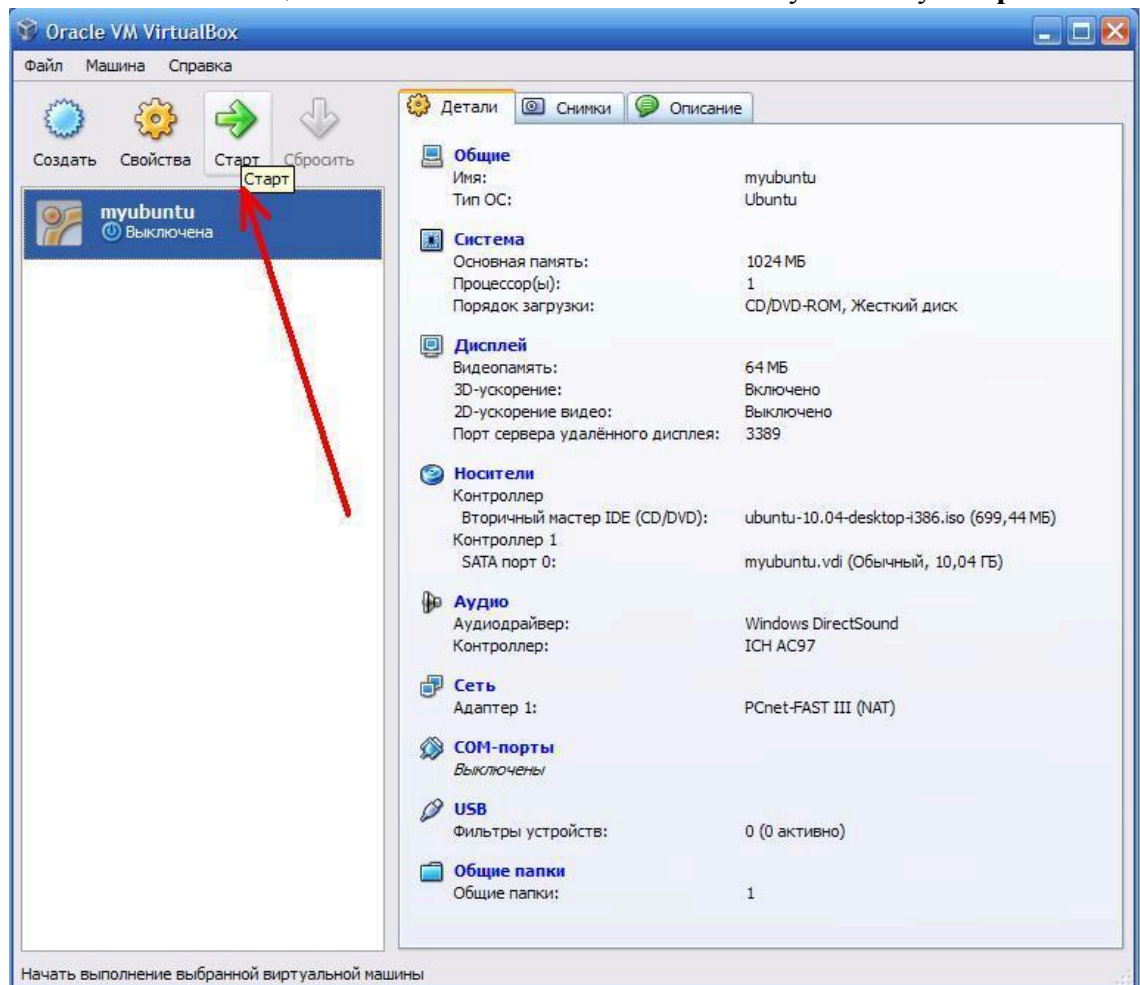 Oracle VM VirtualBox
Файл Машина Справка
Создать Свойства Старт Сбросить
Старт
myubuntu
Выключена
Детали Снимки Описание
Общие
Имя: myubuntu
Тип ОС: Ubuntu
Система
Основная память: 1024 МБ
Процессор(ы): 1
Порядок загрузки: CD/DVD-ROM, Жесткий диск
Дисплей
Видеопамять: 64 МБ
3D-ускорение: Включено
2D-ускорение видео: Выключено
Порт сервера удалённого дисплея: 3389
Носители
Контроллер
Вторичный мастер IDE (CD/DVD): ubuntu-10.04-desktop-i386.iso (699,44 МБ)
Контроллер 1
SATA порт 0: myubuntu.vdi (Обычный, 10,04 ГБ)
Аудио
Аудиодрайвер: Windows DirectSound
Контроллер: ICH AC97
Сеть
Адаптер 1: PCnet-FAST III (NAT)
COM-порты
Выключены
USB
Фильтры устройств: 0 (0 активно)
Общие папки
Общие папки: 1
Начать выполнение выбранной виртуальной машины